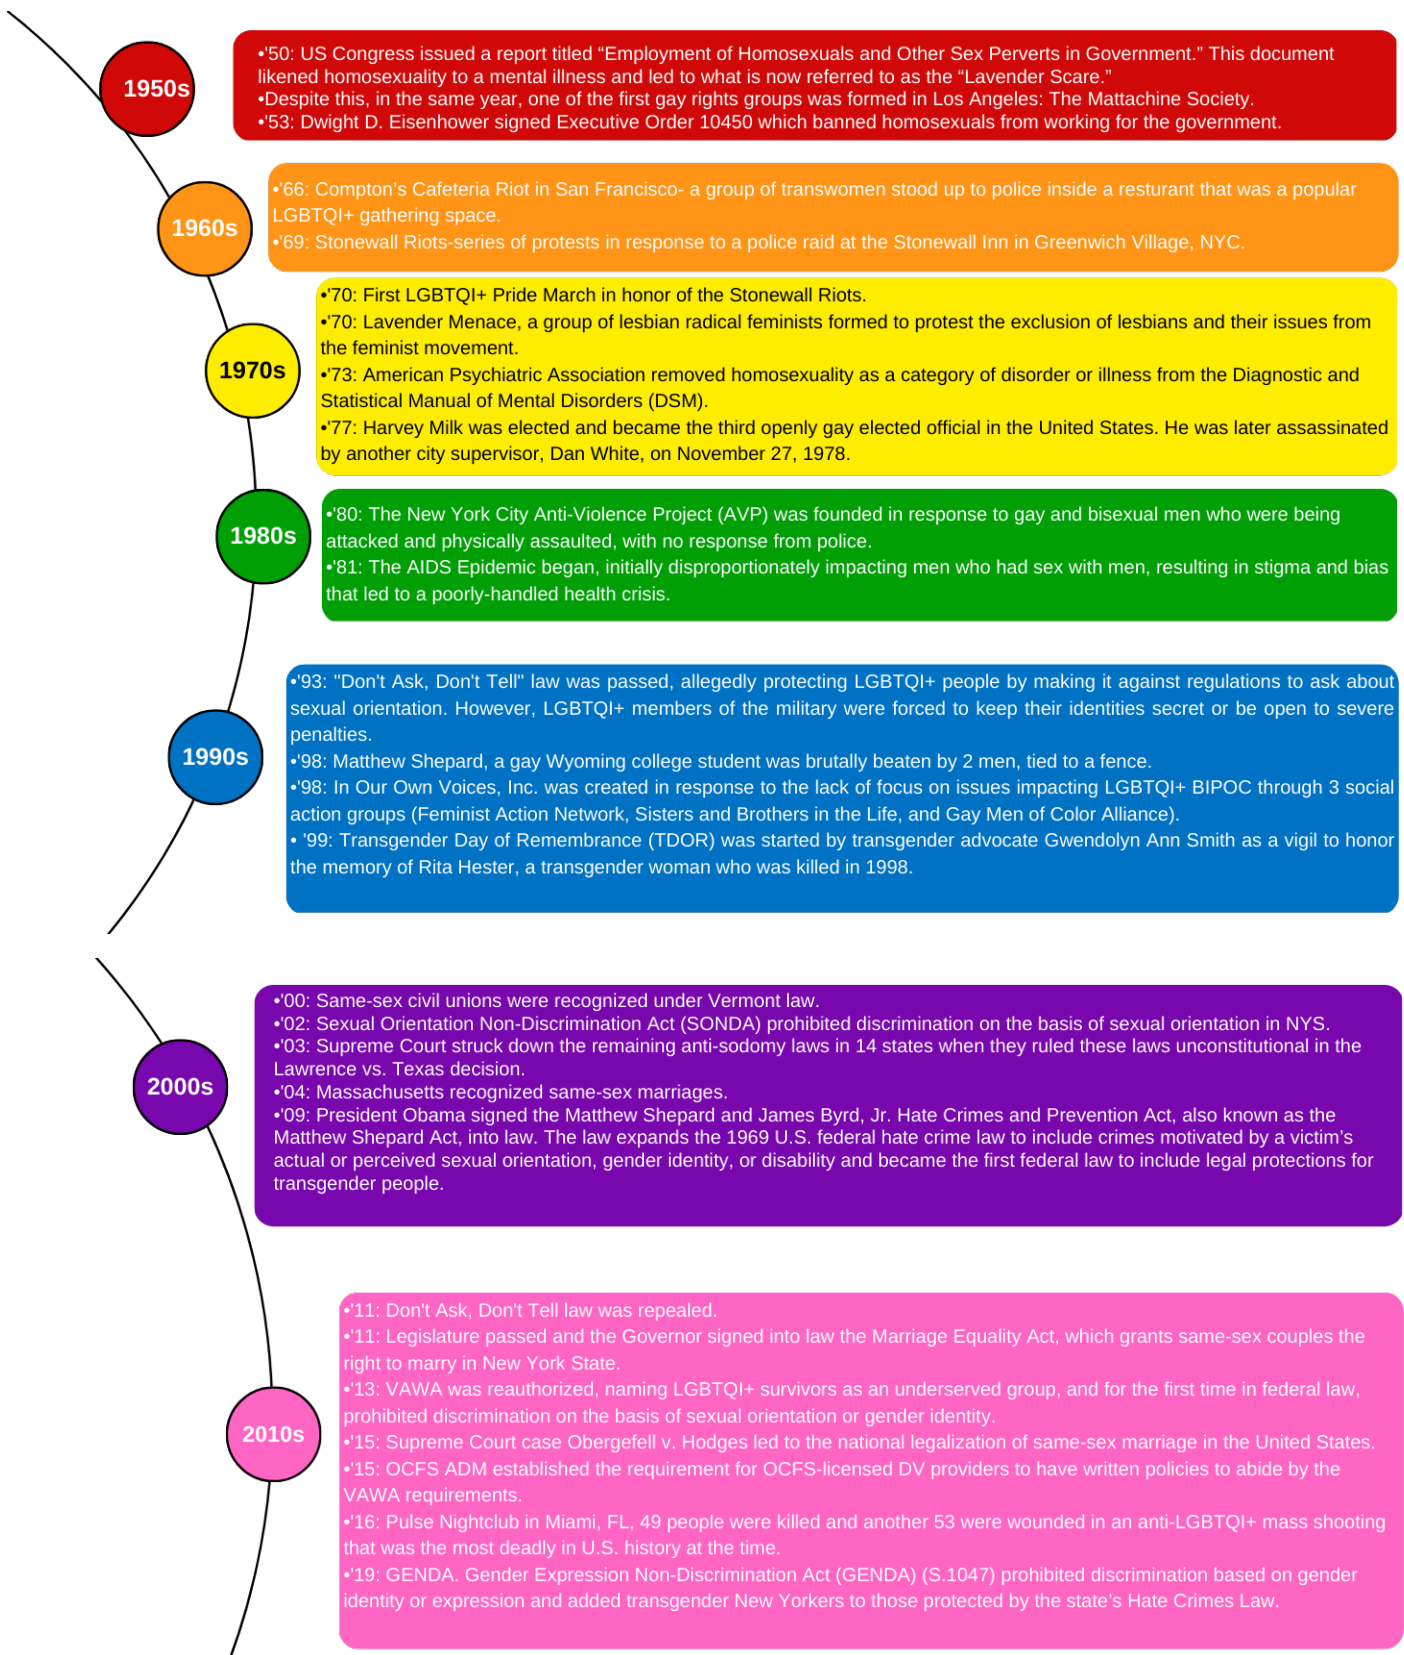 1950s
•'50: US Congress issued a report titled “Employment of Homosexuals and Other Sex Perverts in Government.” This document
likened homosexuality to a mental illness and led to what is now referred to as the “Lavender Scare.”
•Despite this, in the same year, one of the first gay rights groups was formed in Los Angeles: The Mattachine Society.
•'53: Dwight D. Eisenhower signed Executive Order 10450 which banned homosexuals from working for the government.
1960s
•'66: Compton’s Cafeteria Riot in San Francisco- a group of transwomen stood up to police inside a resturant that was a popular
LGBTQI+ gathering space.
•'69: Stonewall Riots-series of protests in response to a police raid at the Stonewall Inn in Greenwich Village, NYC.
1970s
•'70: First LGBTQI+ Pride March in honor of the Stonewall Riots.
•'70: Lavender Menace, a group of lesbian radical feminists formed to protest the exclusion of lesbians and their issues from
the feminist movement.
•'73: American Psychiatric Association removed homosexuality as a category of disorder or illness from the Diagnostic and
Statistical Manual of Mental Disorders (DSM).
•'77: Harvey Milk was elected and became the third openly gay elected official in the United States. He was later assassinated
by another city supervisor, Dan White, on November 27, 1978.
1980s
•'80: The New York City Anti-Violence Project (AVP) was founded in response to gay and bisexual men who were being
attacked and physically assaulted, with no response from police.
•'81: The AIDS Epidemic began, initially disproportionately impacting men who had sex with men, resulting in stigma and bias
that led to a poorly-handled health crisis.
1990s
•'93: "Don't Ask, Don't Tell" law was passed, allegedly protecting LGBTQI+ people by making it against regulations to ask about
sexual orientation. However, LGBTQI+ members of the military were forced to keep their identities secret or be open to severe
penalties.
•'98: Matthew Shepard, a gay Wyoming college student was brutally beaten by 2 men, tied to a fence.
•'98: In Our Own Voices, Inc. was created in response to the lack of focus on issues impacting LGBTQI+ BIPOC through 3 social
action groups (Feminist Action Network, Sisters and Brothers in the Life, and Gay Men of Color Alliance).
• '99: Transgender Day of Remembrance (TDOR) was started by transgender advocate Gwendolyn Ann Smith as a vigil to honor
the memory of Rita Hester, a transgender woman who was killed in 1998.
2000s
•'00: Same-sex civil unions were recognized under Vermont law.
•'02: Sexual Orientation Non-Discrimination Act (SONDA) prohibited discrimination on the basis of sexual orientation in NYS.
•'03: Supreme Court struck down the remaining anti-sodomy laws in 14 states when they ruled these laws unconstitutional in the
Lawrence vs. Texas decision.
•'04: Massachusetts recognized same-sex marriages.
•'09: President Obama signed the Matthew Shepard and James Byrd, Jr. Hate Crimes and Prevention Act, also known as the
Matthew Shepard Act, into law. The law expands the 1969 U.S. federal hate crime law to include crimes motivated by a victim’s
actual or perceived sexual orientation, gender identity, or disability and became the first federal law to include legal protections for
transgender people.
2010s
•'11: Don't Ask, Don't Tell law was repealed.
•'11: Legislature passed and the Governor signed into law the Marriage Equality Act, which grants same-sex couples the
right to marry in New York State.
•'13: VAWA was reauthorized, naming LGBTQI+ survivors as an underserved group, and for the first time in federal law,
prohibited discrimination on the basis of sexual orientation or gender identity.
•'15: Supreme Court case Obergefell v. Hodges led to the national legalization of same-sex marriage in the United States.
•'15: OCFS ADM established the requirement for OCFS-licensed DV providers to have written policies to abide by the
VAWA requirements.
•'16: Pulse Nightclub in Miami, FL, 49 people were killed and another 53 were wounded in an anti-LGBTQI+ mass shooting
that was the most deadly in U.S. history at the time.
•'19: GENDA. Gender Expression Non-Discrimination Act (GENDA) (S.1047) prohibited discrimination based on gender
identity or expression and added transgender New Yorkers to those protected by the state’s Hate Crimes Law.